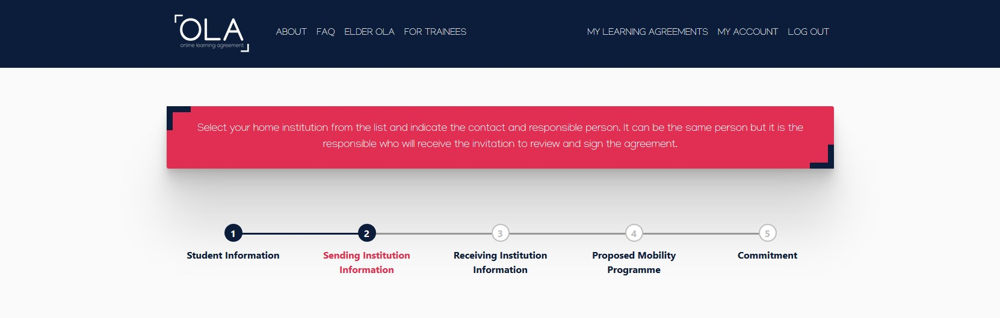 OLA
online learning agreement
ABOUT FAQ ELDER OLA FOR TRAINEES MY LEARNING AGREEMENTS MY ACCOUNT LOG OUT
Select your home institution from the list and indicate the contact and responsible person. It can be the same person but it is the
responsible who will receive the invitation to review and sign the agreement.
1 2 3 4 5
Student Information
Sending Institution
Information
Receiving Institution
Information
Proposed Mobility
Programme
Commitment